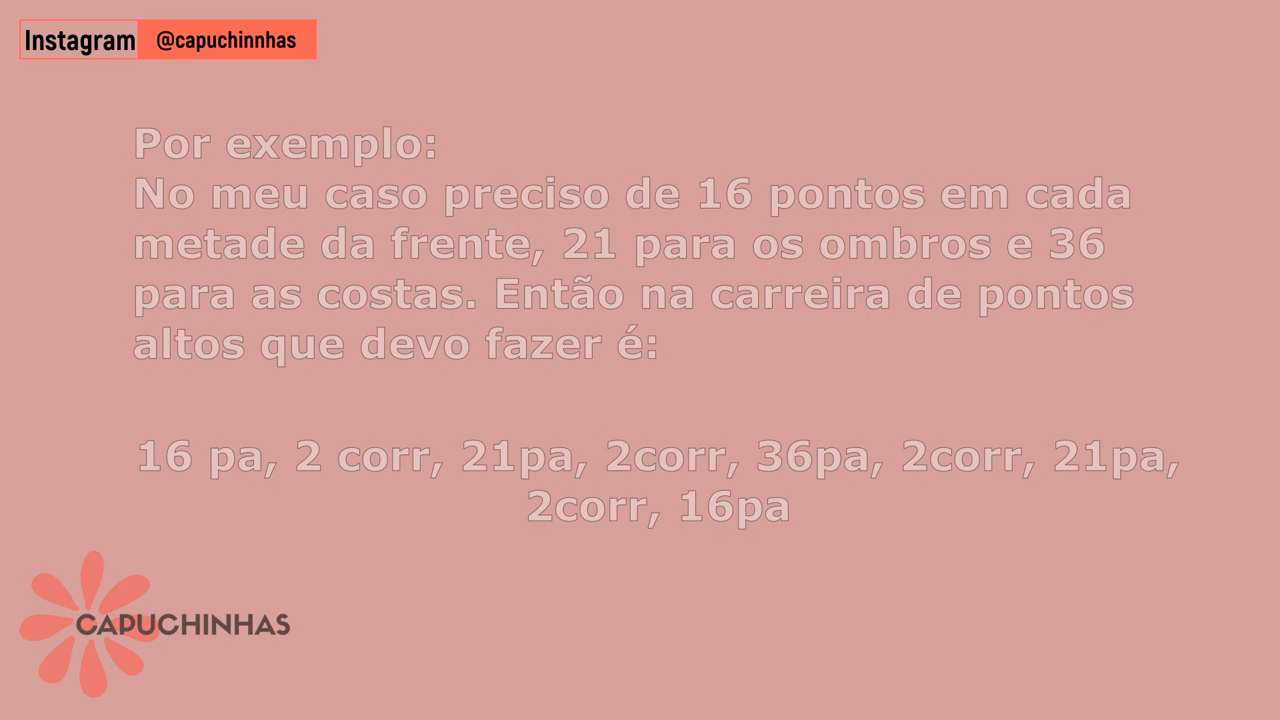 Instagram @capuchinnhas
Por exemplo:
No meu caso preciso de 16 pontos em cada
metade da frente, 21 para os ombros e 36
para as costas. Então na carreira de pontos
altos que devo fazer é:
16 pa, 2 corr, 21pa, 2corr, 36pa, 2corr, 21pa,
2corr, 16pa
CAPUCHINHAS